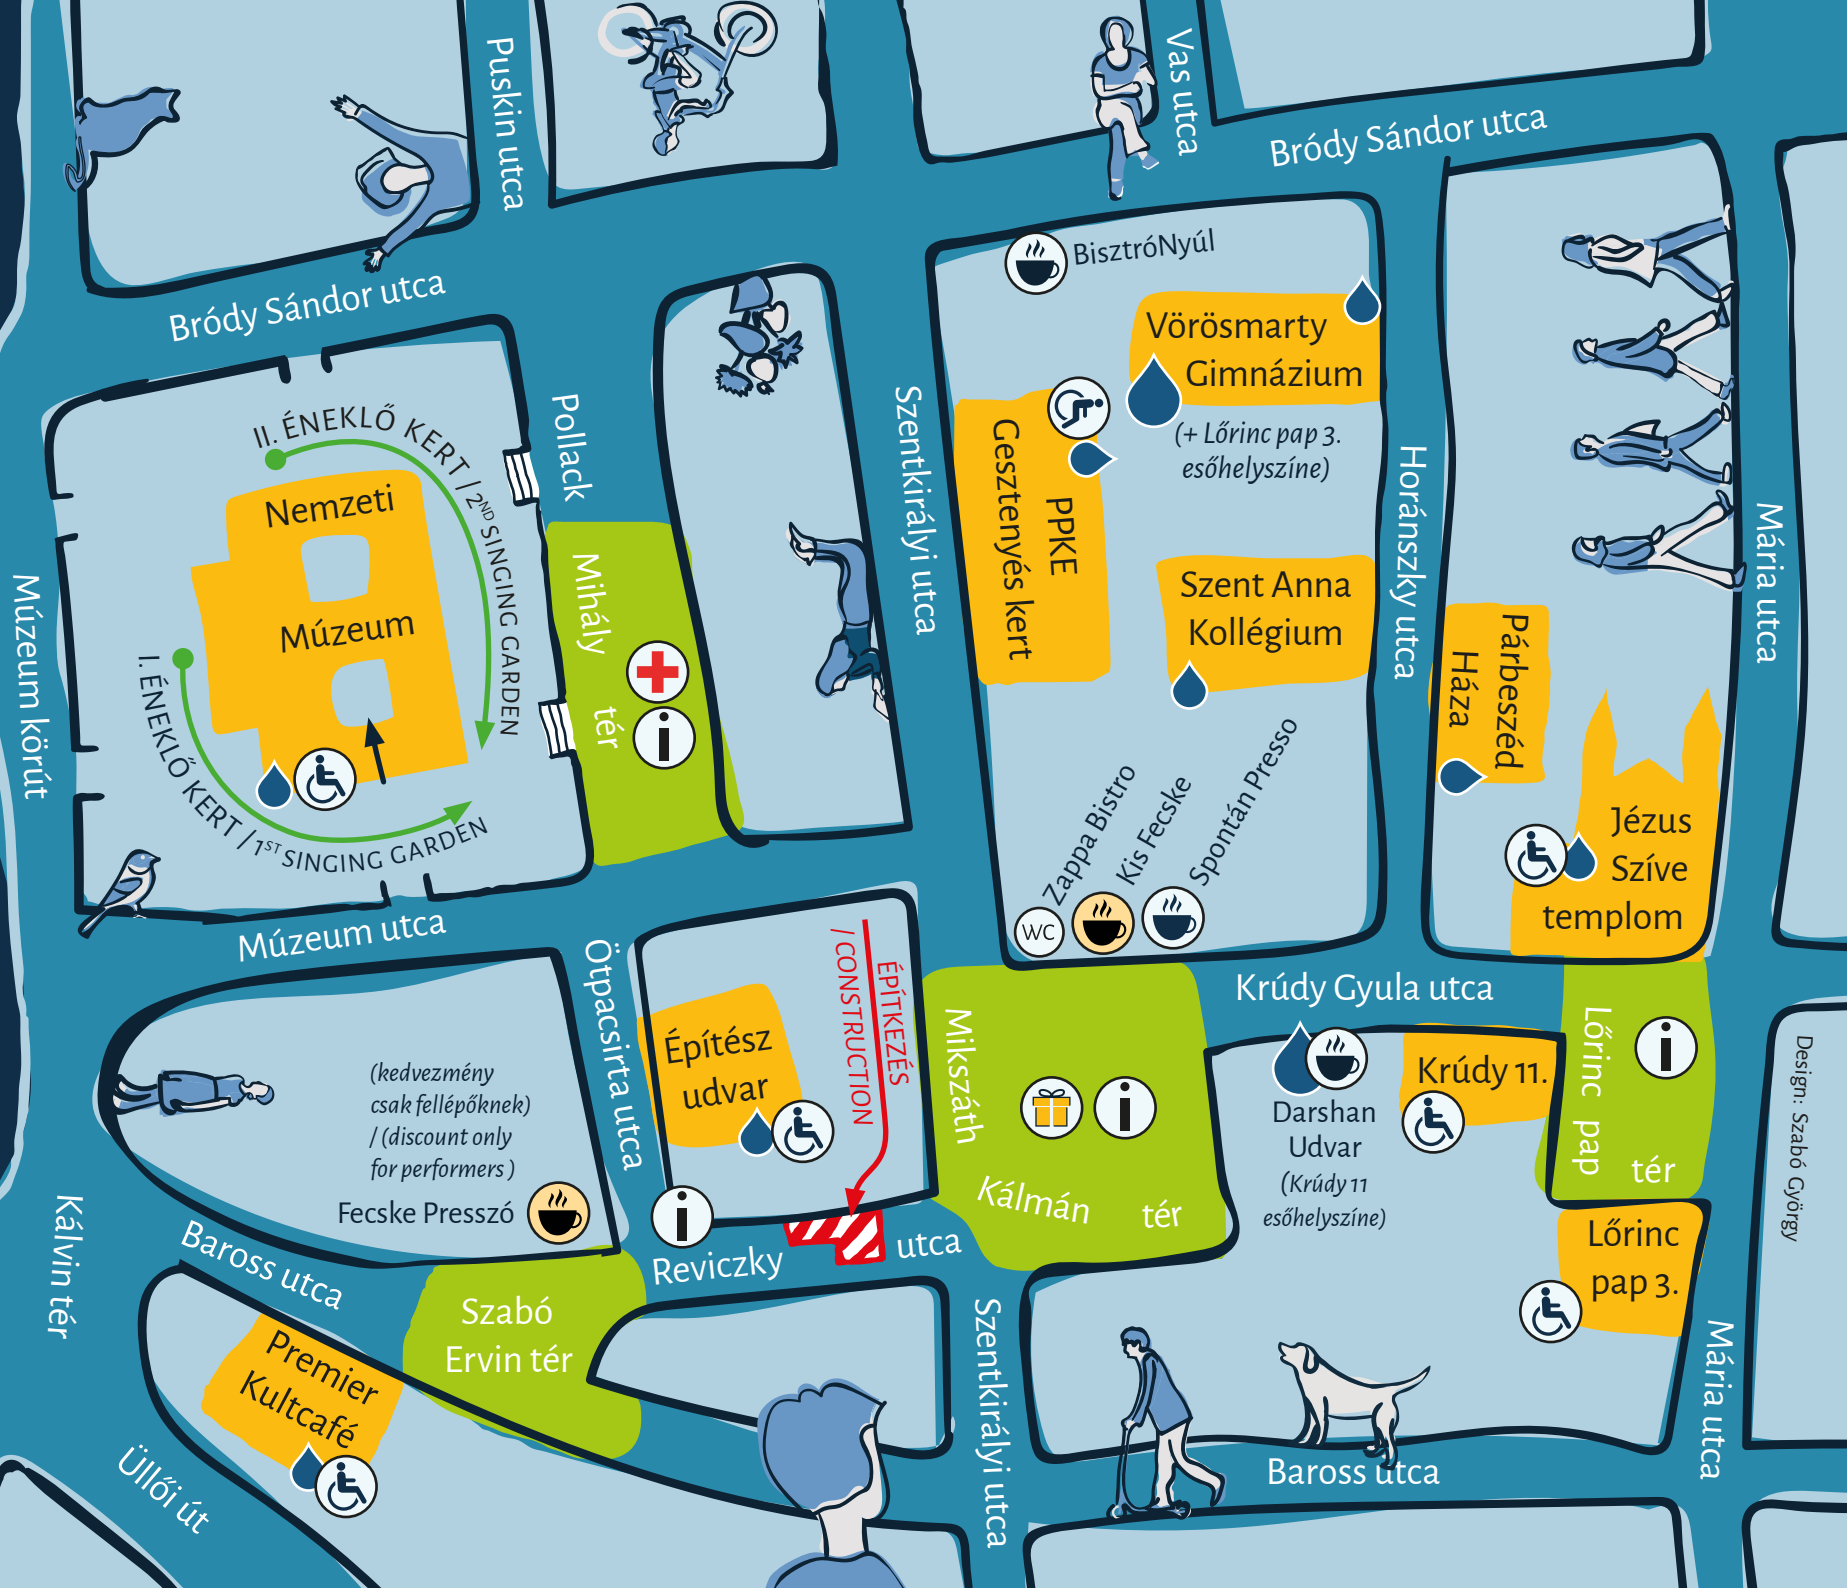 Puskin utca
Vas utca
Bródy Sándor utca
Bródy Sándor utca
BisztróNyúl
Vörösmarty
Gimnázium
(+ Lőrinc pap 3.
esőhelyszíne)
PPKE
Gesztenyés kert
Szent Anna
Kollégium
Szentkirályi utca
Horánszky utca
Mária utca
Párbeszéd
Háza
Jézus
Szíve
templom
Pollack
Mihály
tér
II. ÉNEKLŐ KERT / 2ND SINGING GARDEN
Nemzeti
Múzeum
I. ÉNEKLŐ KERT / 1ST SINGING GARDEN
Múzeum körút
Múzeum utca
Zappa Bistro
Kis Fecske
Spontán Presso
WC
Krúdy Gyula utca
Ötpacsirta utca
Építész
udvar
ÉPÍTKEZÉS
/ CONSTRUCTION
Mikszáth
Kálmán tér
Darshan
Udvar
(Krúdy 11
esőhelyszíne)
Krúdy 11.
Lőrinc pap
tér
Design: Szabó György
(kedvezmény
csak fellépőknek)
/ (discount only
for performers )
Fecske Presszó
Kálvin tér
Baross utca
Reviczky utca
Szabó
Ervin tér
Lőrinc
pap 3.
Premier
Kultcafé
Üllői út
Szentkirályi utca
Baross utca
Mária utca